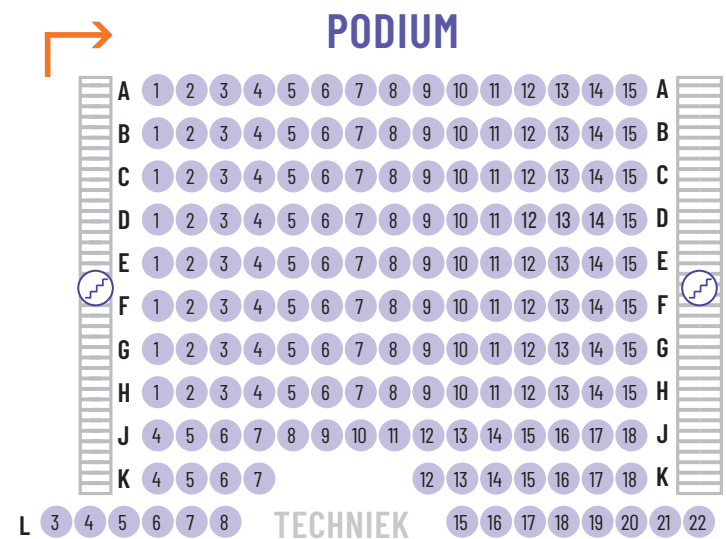 PODIUM
A 1 2 3 4 5 6 7 8 9 10 11 12 13 14 15 A
B 1 2 3 4 5 6 7 8 9 10 11 12 13 14 15 B
C 1 2 3 4 5 6 7 8 9 10 11 12 13 14 15 C
D 1 2 3 4 5 6 7 8 9 10 11 12 13 14 15 D
E 1 2 3 4 5 6 7 8 9 10 11 12 13 14 15 E
F 1 2 3 4 5 6 7 8 9 10 11 12 13 14 15 F
G 1 2 3 4 5 6 7 8 9 10 11 12 13 14 15 G
H 1 2 3 4 5 6 7 8 9 10 11 12 13 14 15 H
J 4 5 6 7 8 9 10 11 12 13 14 15 16 17 18 J
K 4 5 6 7 12 13 14 15 16 17 18 K
L 3 4 5 6 7 8 TECHNIEK 15 16 17 18 19 20 21 22